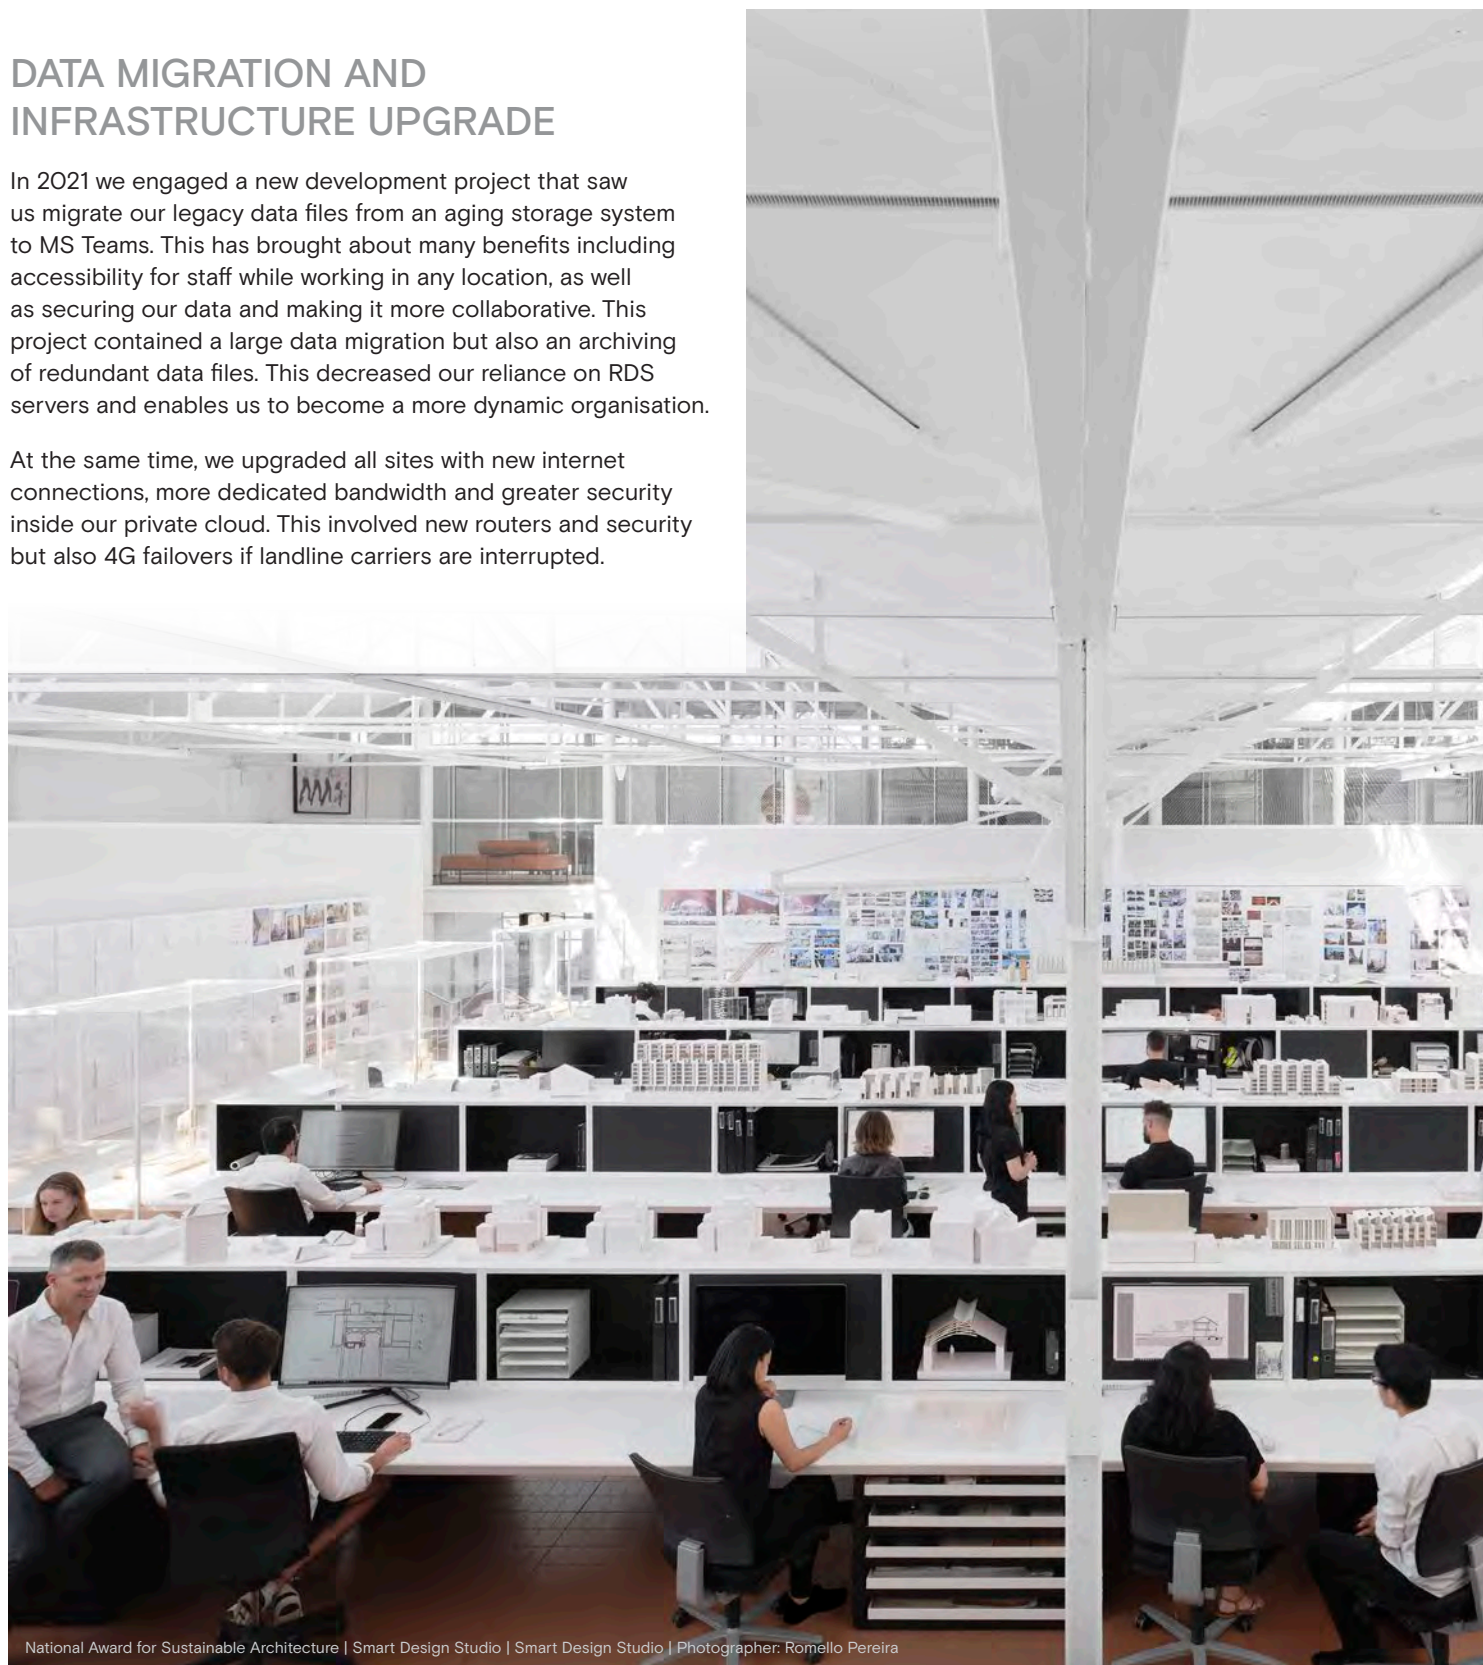 DATA MIGRATION AND
INFRASTRUCTURE UPGRADE
In 2021 we engaged a new development project that saw
us migrate our legacy data files from an aging storage system
to MS Teams. This has brought about many benefits including
accessibility for staff while working in any location, as well
as securing our data and making it more collaborative. This
project contained a large data migration but also an archiving
of redundant data files. This decreased our reliance on RDS
servers and enables us to become a more dynamic organisation.
At the same time, we upgraded all sites with new internet
connections, more dedicated bandwidth and greater security
inside our private cloud. This involved new routers and security
but also 4G failovers if landline carriers are interrupted.
National Award for Sustainable Architecture | Smart Design Studio | Smart Design Studio | Photographer: Romello Pereira